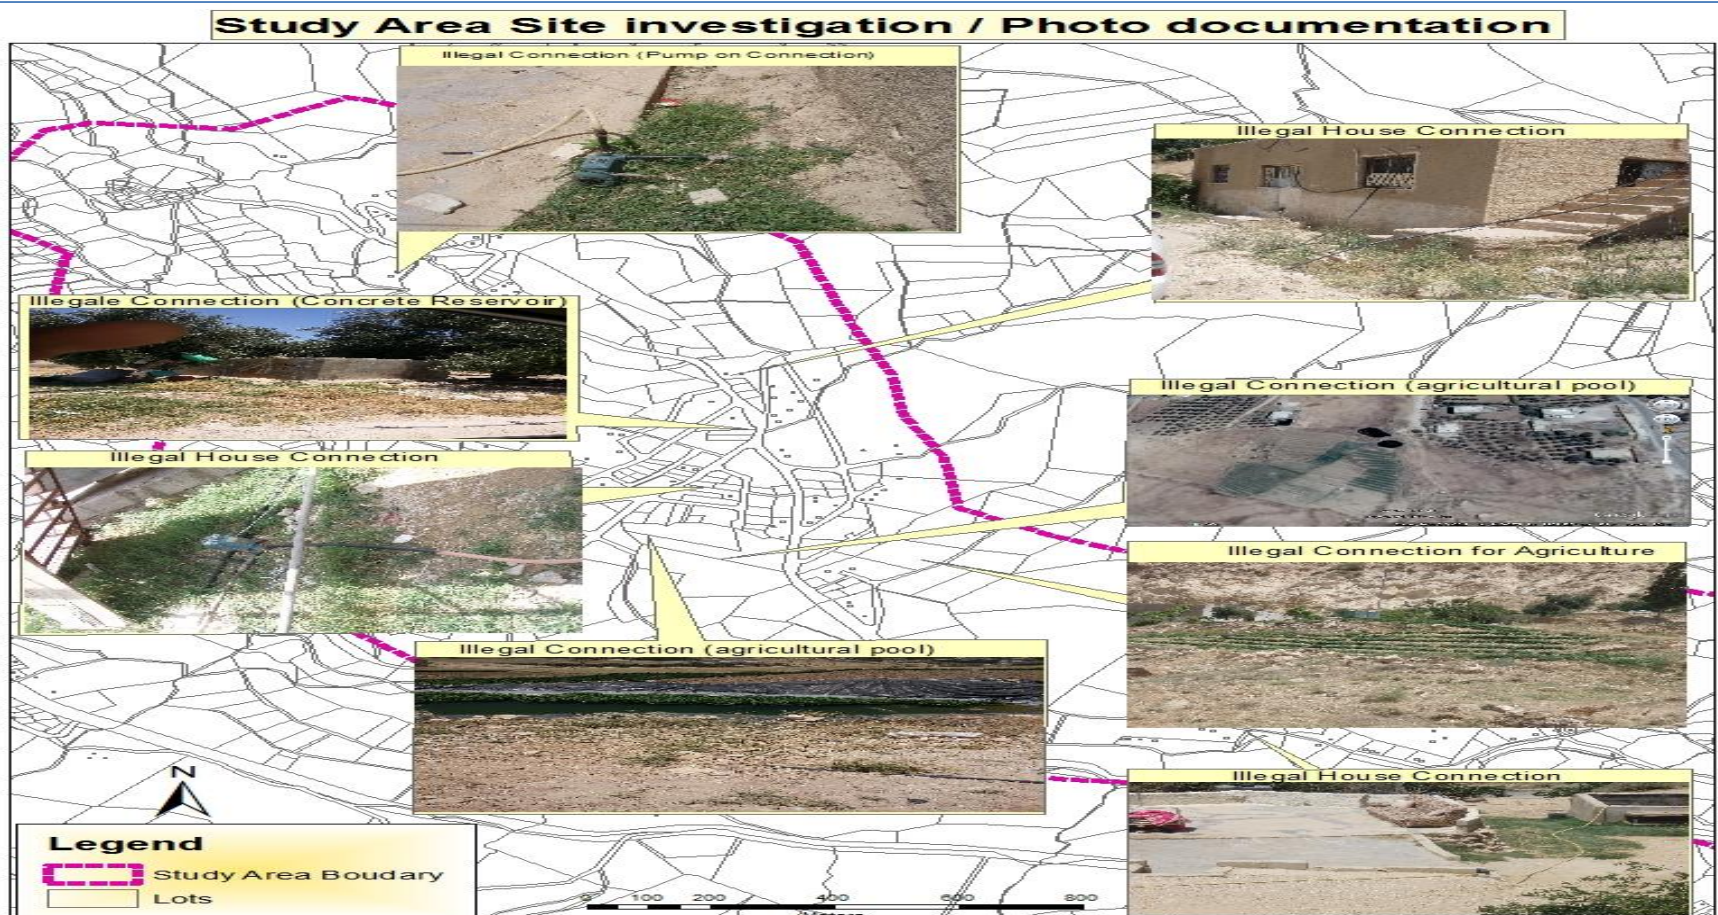 Study Area Site investigation / Photo documentation
Illegal Connection (Pump on Connection)
Illegal House Connection
Illegale Connection (Concrete Reservoir)
Illegal Connection (agricultural pool)
Illegal House Connection
Illegal Connection for Agriculture
Illegal Connection (agricultural pool)
Illegal House Connection
N
Legend
Study Area Boudary
Lots
0 100 200 400 600 800
Meters